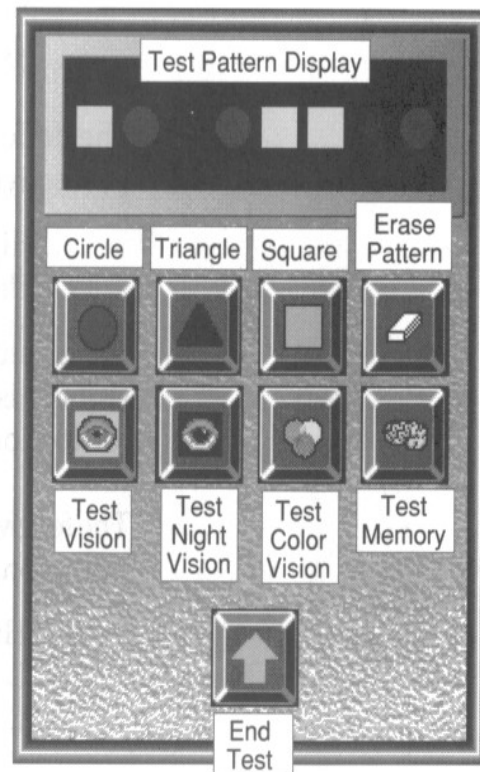 Test Pattern Display
Circle
Triangle
Square
Erase
Pattern
Test
Vision
Test
Night
Vision
Test
Color
Vision
Test
Memory
End
Test